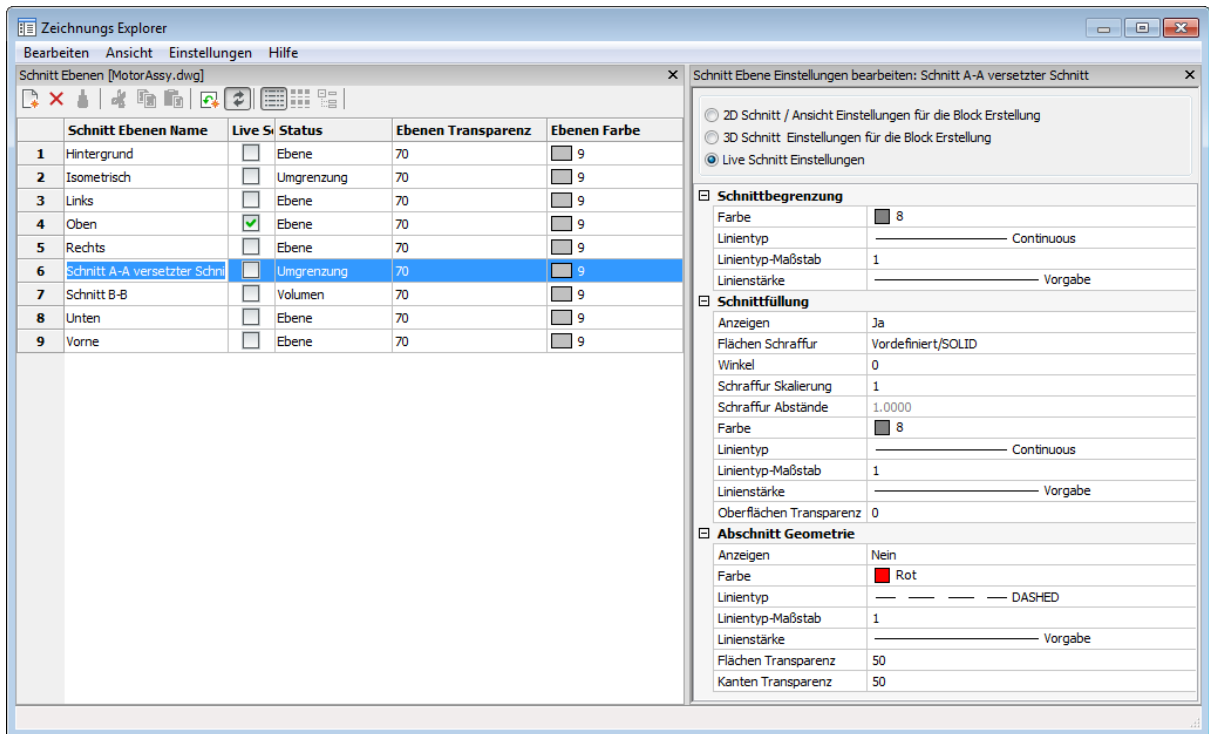 Zeichnungs Explorer
Bearbeiten Ansicht Einstellungen Hilfe
Schnitt Ebenen [MotorAssy.dwg]
Schnitt Ebenen Name Live S Status Ebenen Transparenz Ebenen Farbe
1 Hintergrund Ebene 70 9
2 Isometrisch Umgrenzung 70 9
3 Links Ebene 70 9
4 Oben Ebene 70 9
5 Rechts Ebene 70 9
6 Schnitt A-A versetzter Schni Umgrenzung 70 9
7 Schnitt B-B Volumen 70 9
8 Unten Ebene 70 9
9 Vorne Ebene 70 9
Schnitt Ebene Einstellungen bearbeiten: Schnitt A-A versetzter Schnitt
2D Schnitt / Ansicht Einstellungen für die Block Erstellung
3D Schnitt Einstellungen für die Block Erstellung
Live Schnitt Einstellungen
Schnittbegrenzung
Farbe 8
Linientyp Continuous
Linientyp-Maßstab 1
Linienstärke Vorgabe
Schnittfüllung
Anzeigen Ja
Flächen Schraffur Vordefiniert/SOLID
Winkel 0
Schraffur Skalierung 1
Schraffur Abstände 1.0000
Farbe 8
Linientyp Continuous
Linientyp-Maßstab 1
Linienstärke Vorgabe
Oberflächen Transparenz 0
Abschnitt Geometrie
Anzeigen Nein
Farbe Rot
Linientyp DASHED
Linientyp-Maßstab 1
Linienstärke Vorgabe
Flächen Transparenz 50
Kanten Transparenz 50